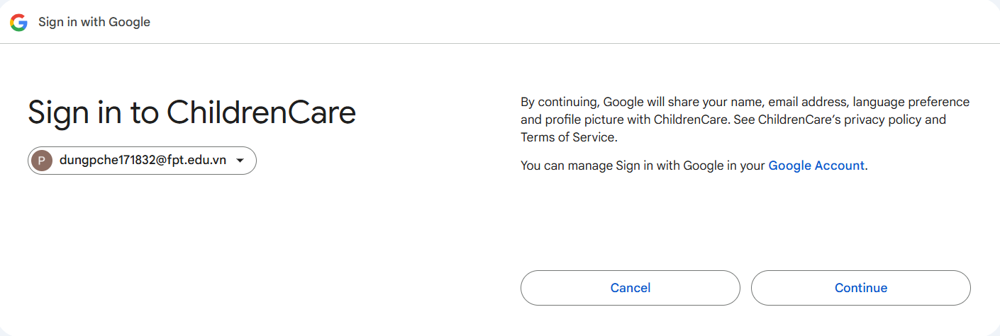 Sign in with Google
Sign in to ChildrenCare
P
dungpche171832@fpt.edu.vn
By continuing, Google will share your name, email address, language preference
and profile picture with ChildrenCare. See ChildrenCare’s privacy policy and
Terms of Service.
You can manage Sign in with Google in your Google Account.
Cancel
Continue